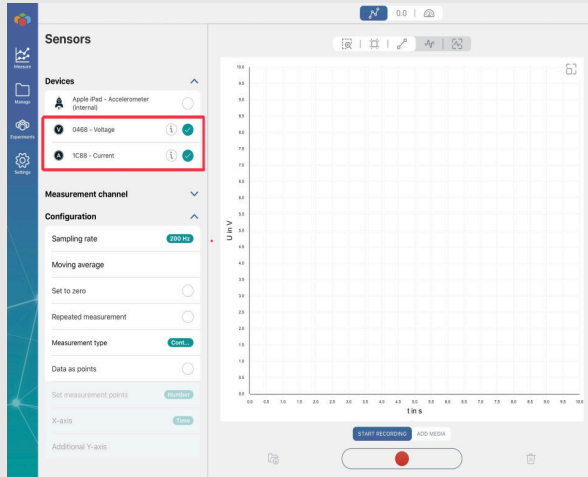 0.0
Sensors
Measure
Manage
Experiments
Settings
Devices
Apple iPad - Accelerometer
(internal)
V
0468 - Voltage
i
A
1C88 - Current
i
Measurement channel
Configuration
Sampling rate
200 Hz
Moving average
Set to zero
Repeated measurement
Measurement type
Cont...
Data as points
Set measurement points
Number
X-axis
Time
Additional Y-axis
10.0
9.5
9.0
8.5
8.0
7.5
7.0
6.5
6.0
5.5
5.0
4.5
4.0
3.5
3.0
2.5
2.0
1.5
1.0
0.5
0.0
U in V
0.0 0.5 1.0 1.5 2.0 2.5 3.0 3.5 4.0 4.5 5.0 5.5 6.0 6.5 7.0 7.5 8.0 8.5 9.0 9.5 10.0
t in s
START RECORDING
ADD MEDIA